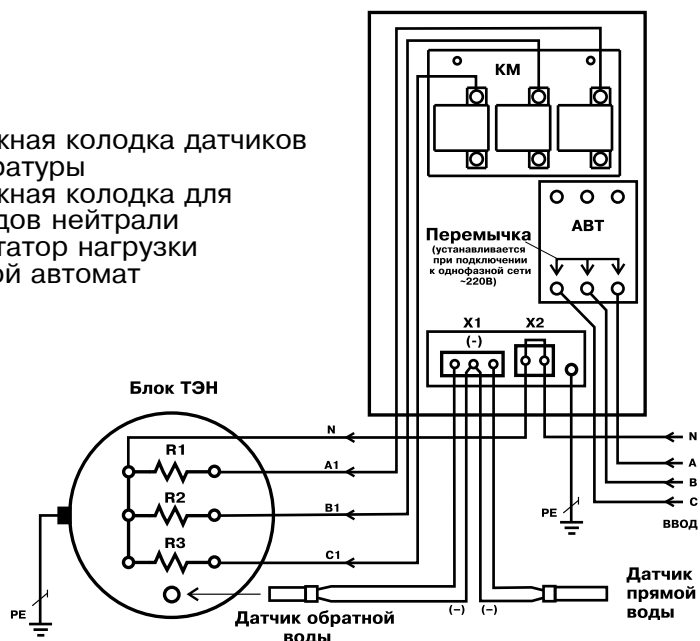 жная колодка датчиков
ратуры
жная колодка для
дов нейтрали
татор нагрузки
ой автомат
КМ
АВТ
Перемычка
(устанавливается
при подключении
к однофазной сети
~220В)
X1
X2
(-)
Блок ТЭН
N
R1
A1
R2
B1
R3
C1
N
A
B
C
ввод
PE
PE
Датчик обратной
воды
(–)
(–)
Датчик
прямой
воды